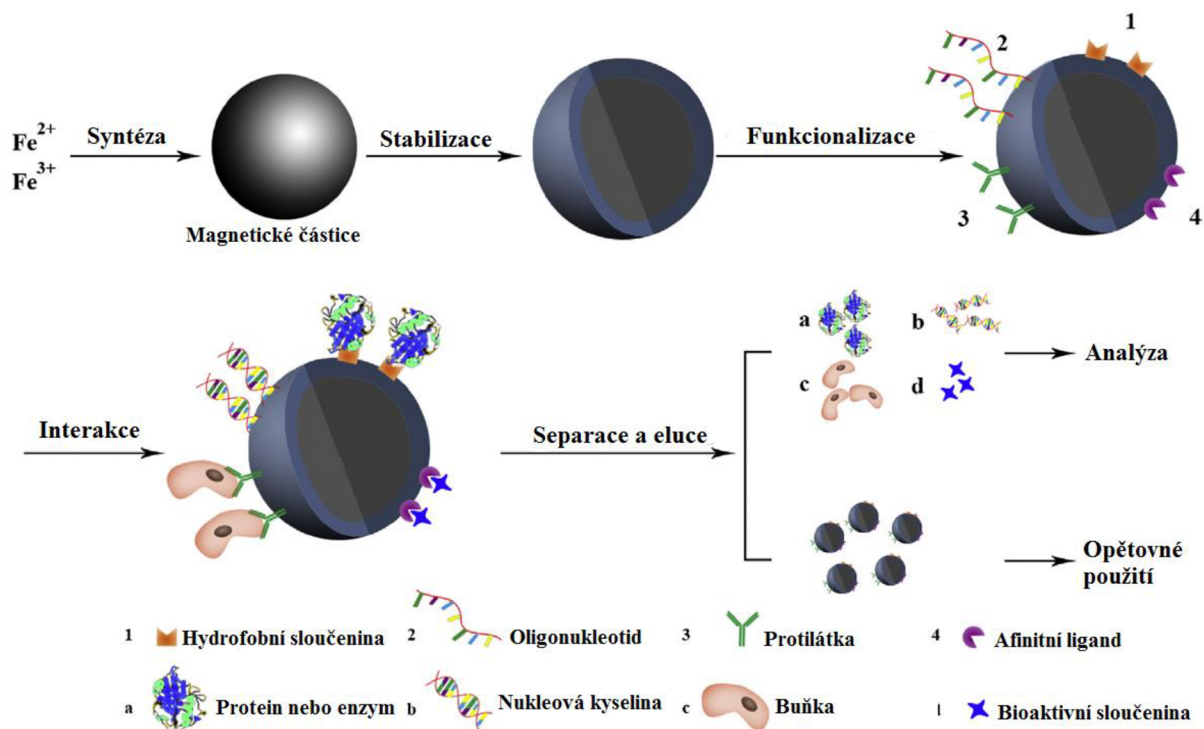 Fe2+
Fe3+
Syntéza
Magnetické částice
Stabilizace
Funkcionalizace
1
2
3
4
Interakce
Separace a eluce
a
b
c
d
Analýza
Opětovné
použití
1 Hydrofobní sloučenina
2 Oligonukleotid
3 Protilátka
4 Afinitní ligand
a Protein nebo enzym
b Nukleová kyselina
c Buňka
Bioaktivní sloučenina